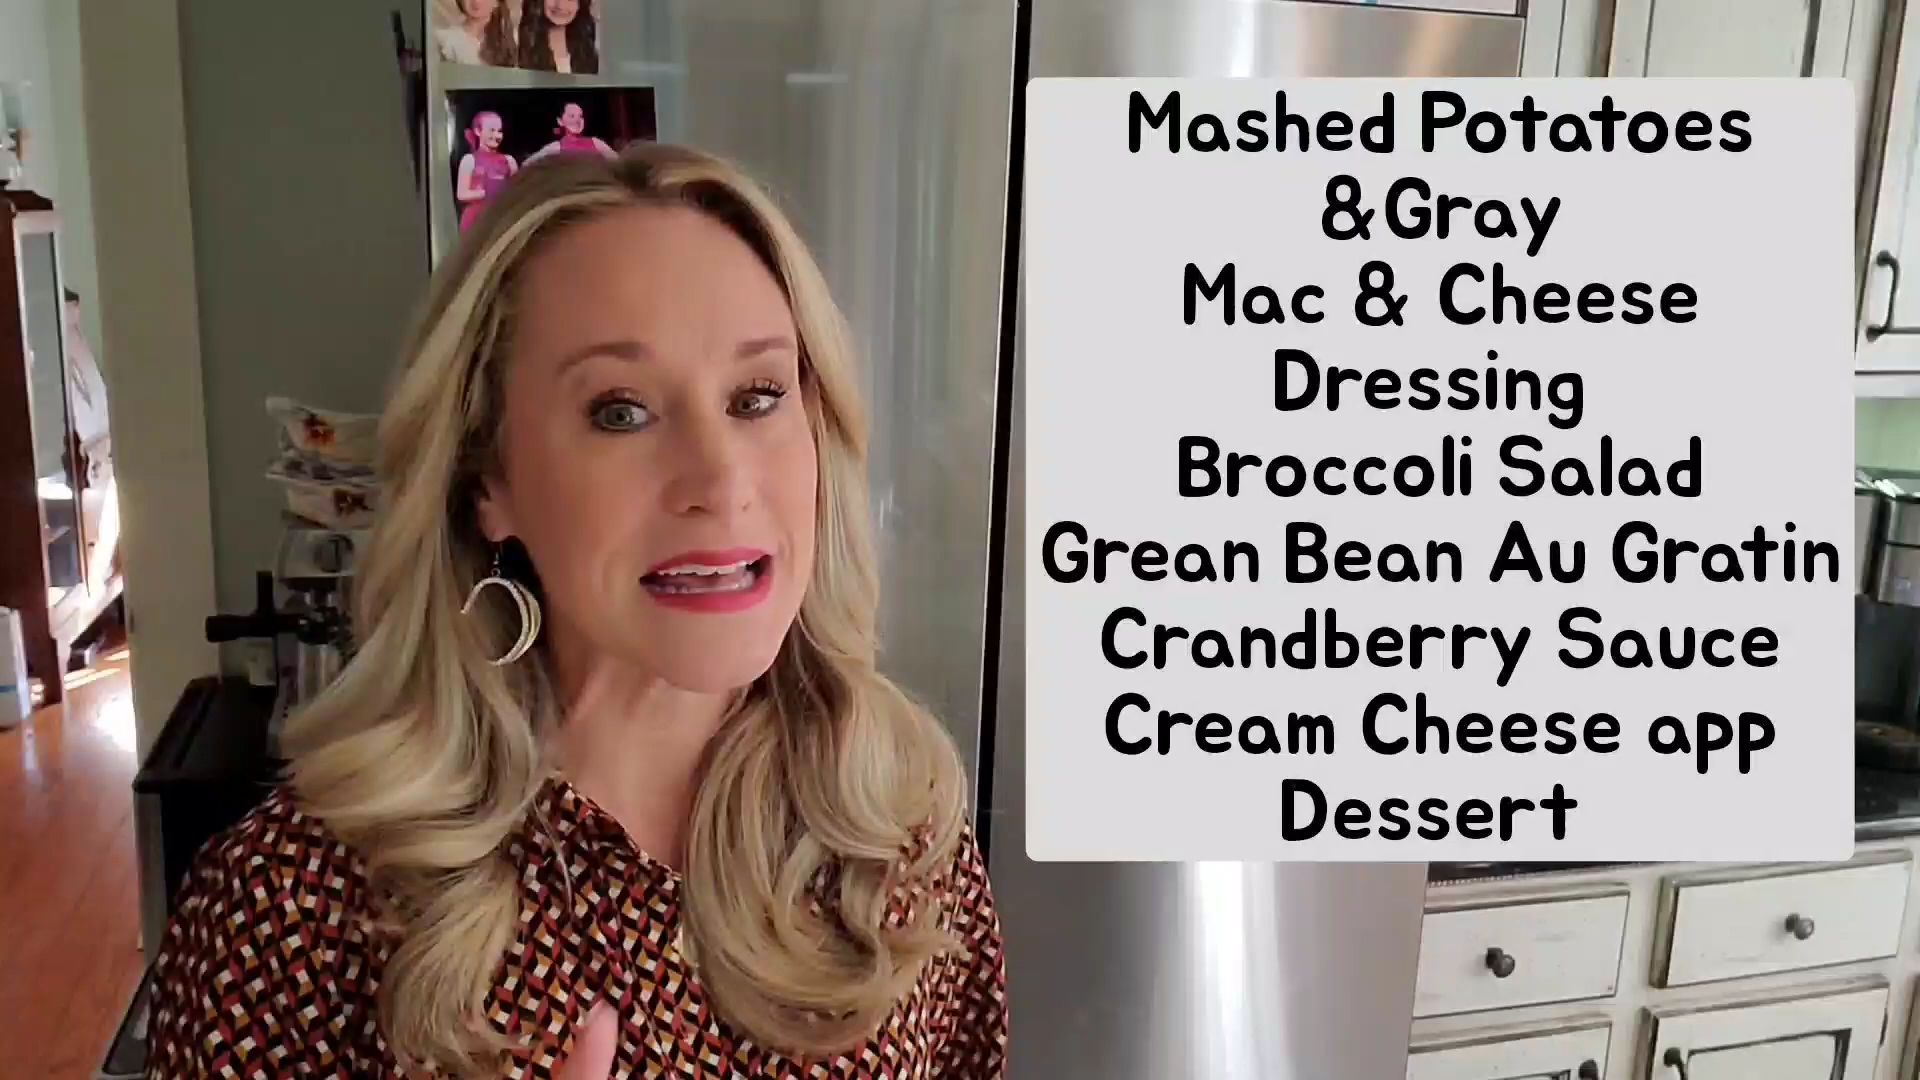 Mashed Potatoes
&Gray
Mac & Cheese
Dressing
Broccoli Salad
Grean Bean Au Gratin
Crandberry Sauce
Cream Cheese app
Dessert